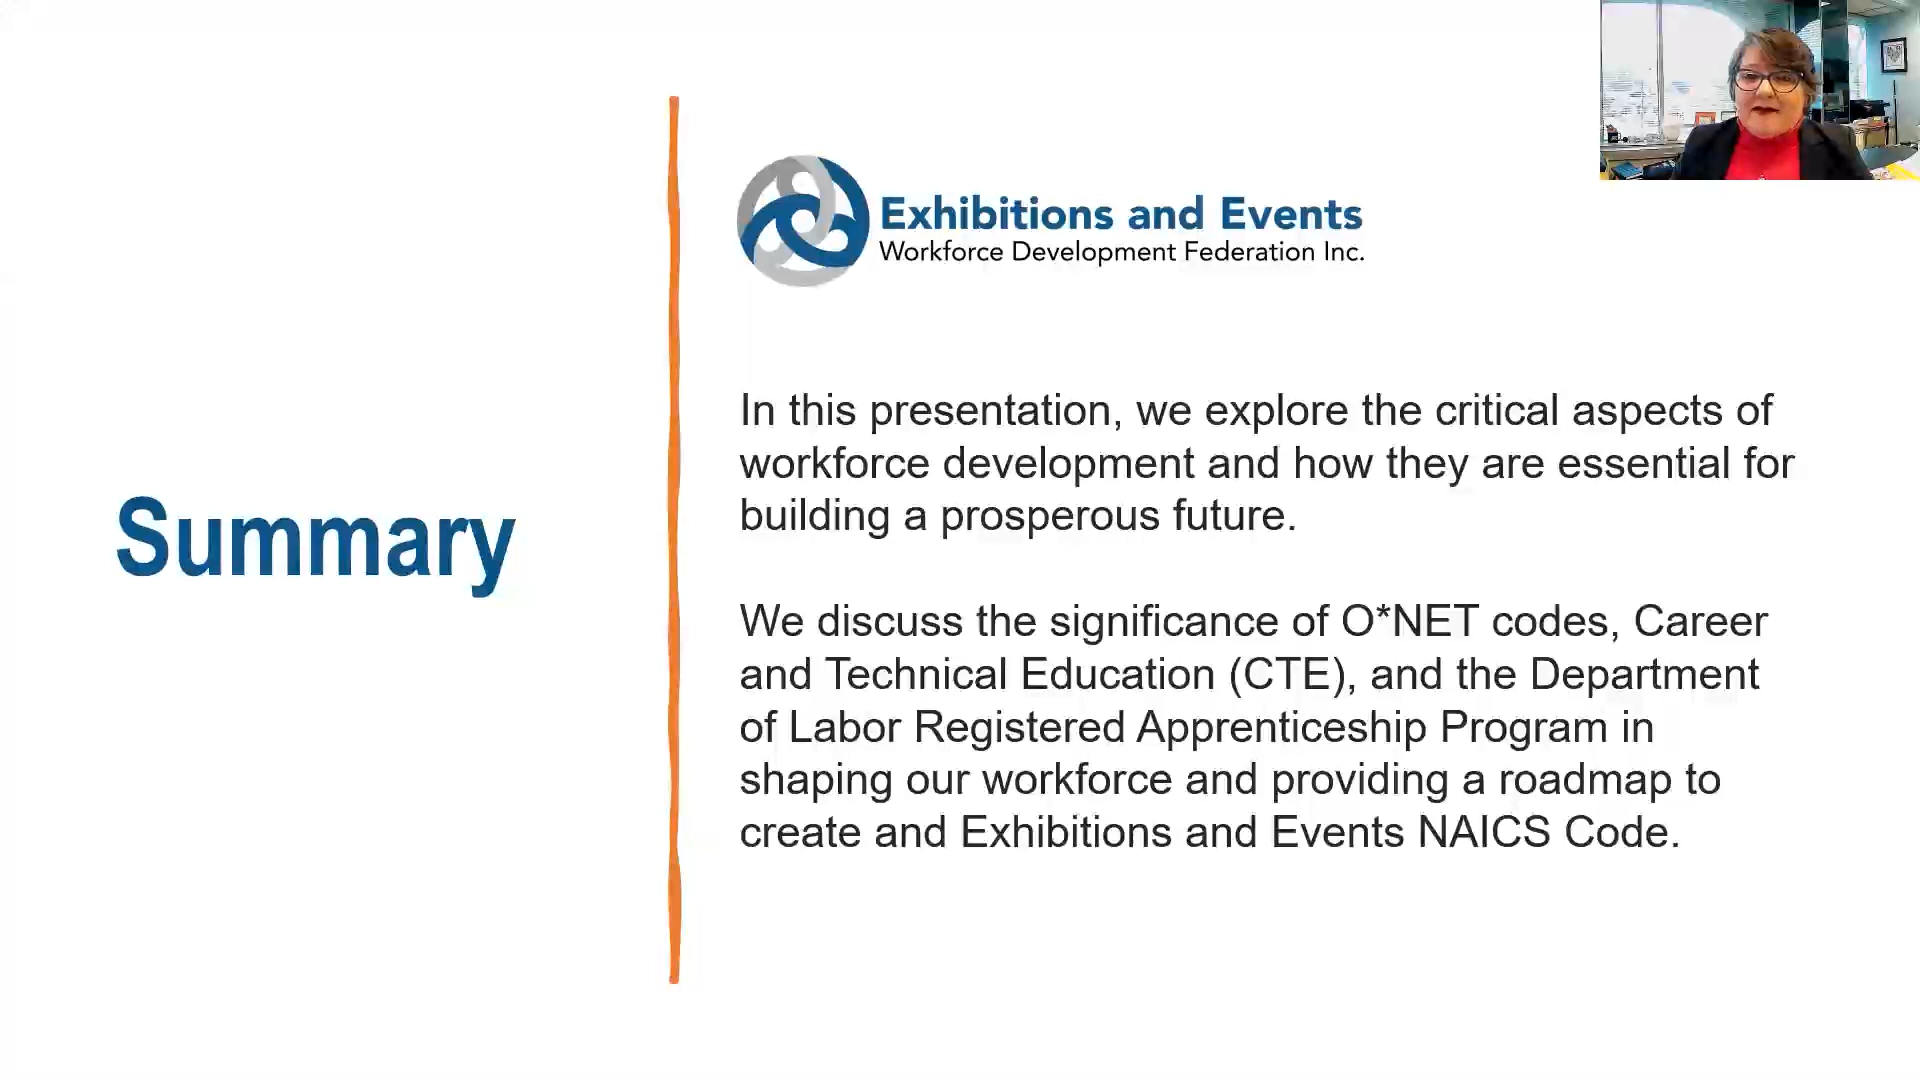 Summary
Exhibitions and Events
Workforce Development Federation Inc.
In this presentation, we explore the critical aspects of
workforce development and how they are essential for
building a prosperous future.
We discuss the significance of O*NET codes, Career
and Technical Education (CTE), and the Department
of Labor Registered Apprenticeship Program in
shaping our workforce and providing a roadmap to
create and Exhibitions and Events NAICS Code.